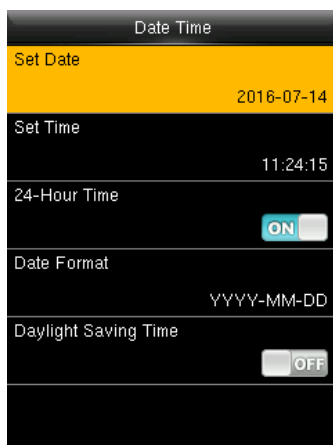 Date Time
Set Date
2016-07-14
Set Time
11:24:15
24-Hour Time
ON
Date Format
YYYY-MM-DD
Daylight Saving Time
OFF